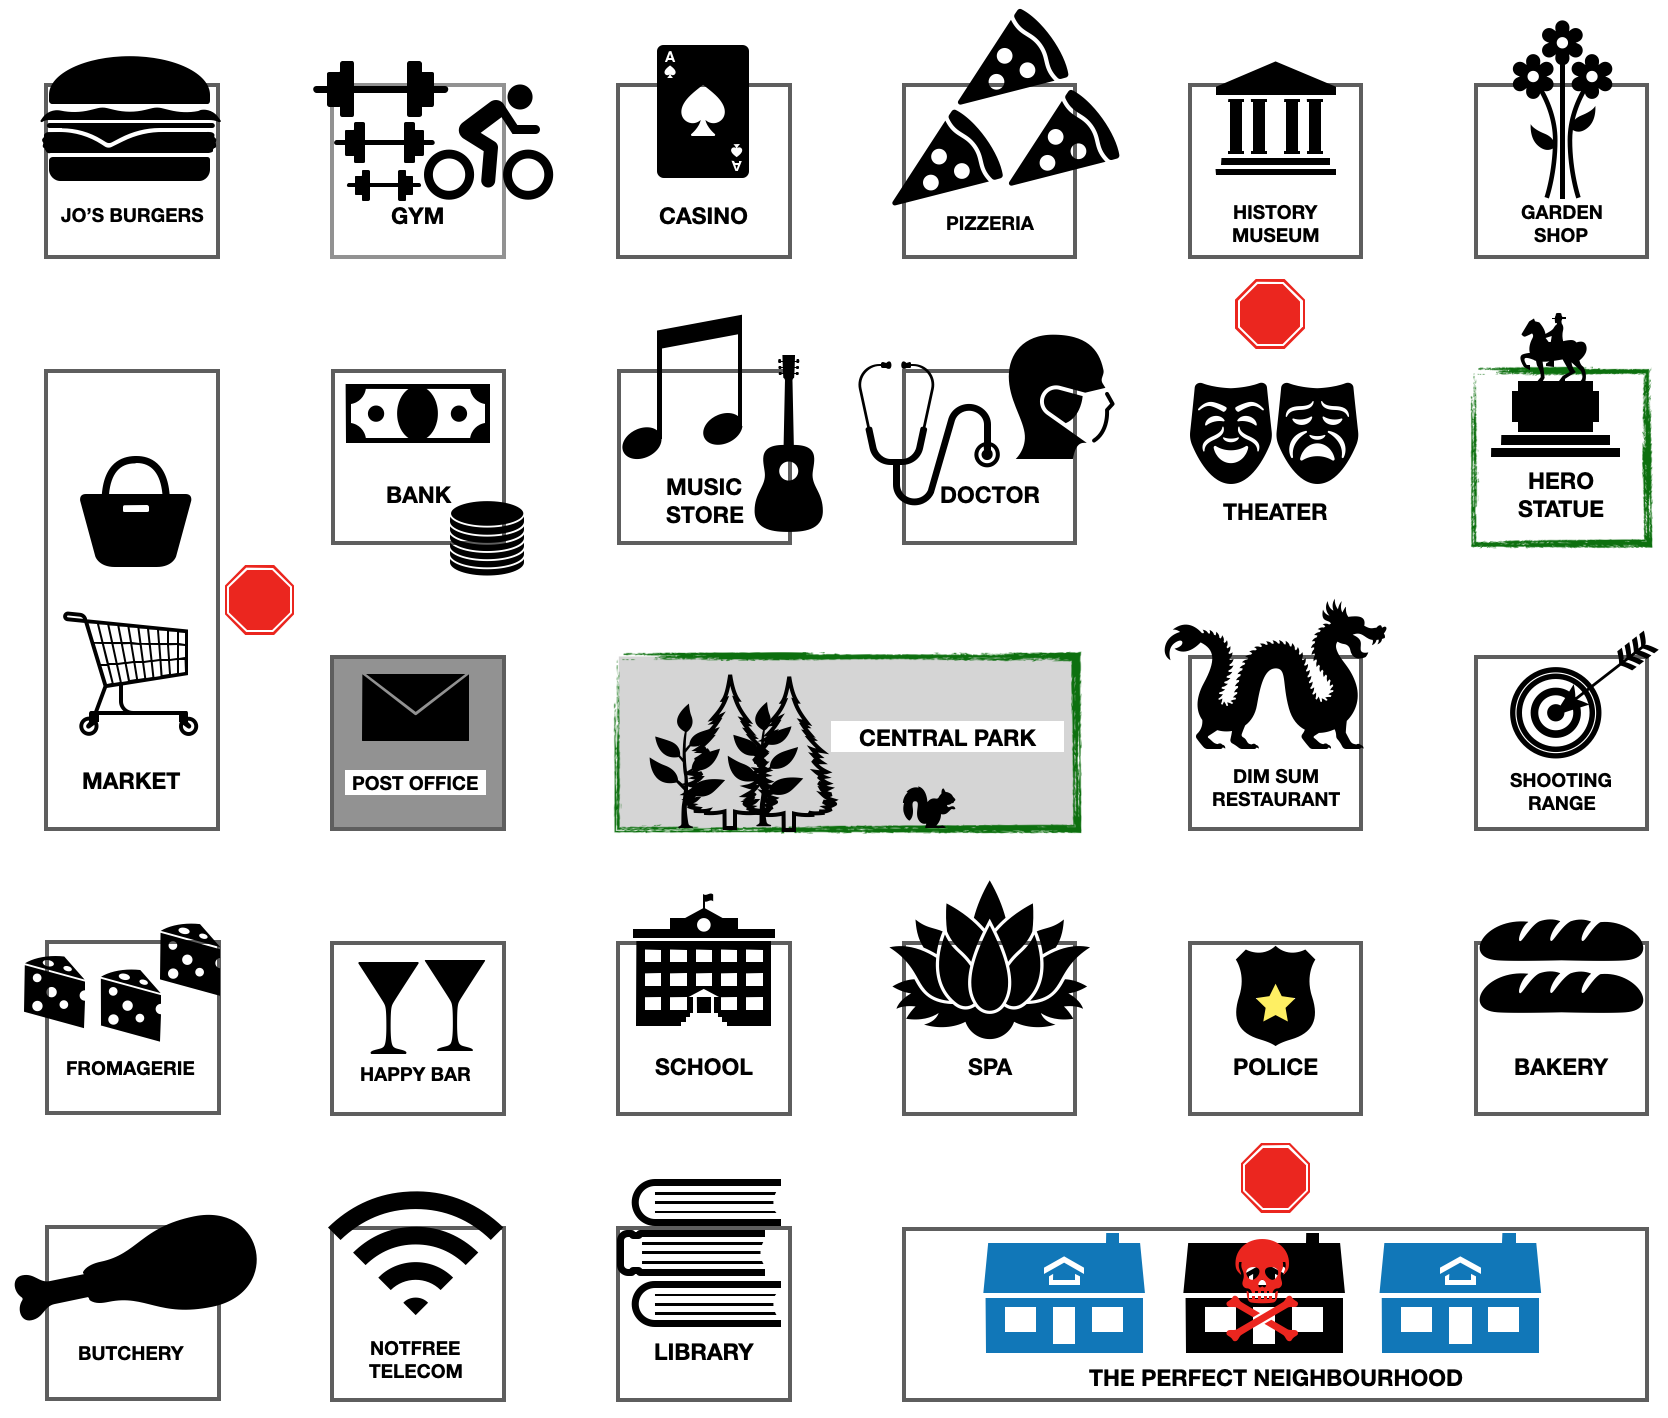 JO'S BURGERS
GYM
A
A
CASINO
PIZZERIA
HISTORY
MUSEUM
GARDEN
SHOP
BANK
MUSIC
STORE
DOCTOR
THEATER
HERO
STATUE
MARKET
POST OFFICE
CENTRAL PARK
DIM SUM
RESTAURANT
SHOOTING
RANGE
FROMAGERIE
HAPPY BAR
SCHOOL
SPA
POLICE
BAKERY
BUTCHERY
NOTFREE
TELECOM
LIBRARY
THE PERFECT NEIGHBOURHOOD